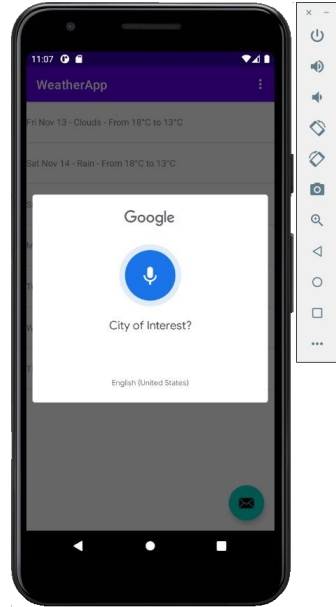 11:07
WeatherApp
Fri Nov 13 - Clouds - From 18°C to 13°C
Sat Nov 14 - Rain - From 18°C to 13°C
S
M
T
W
T
Google
City of Interest?
English (United States)